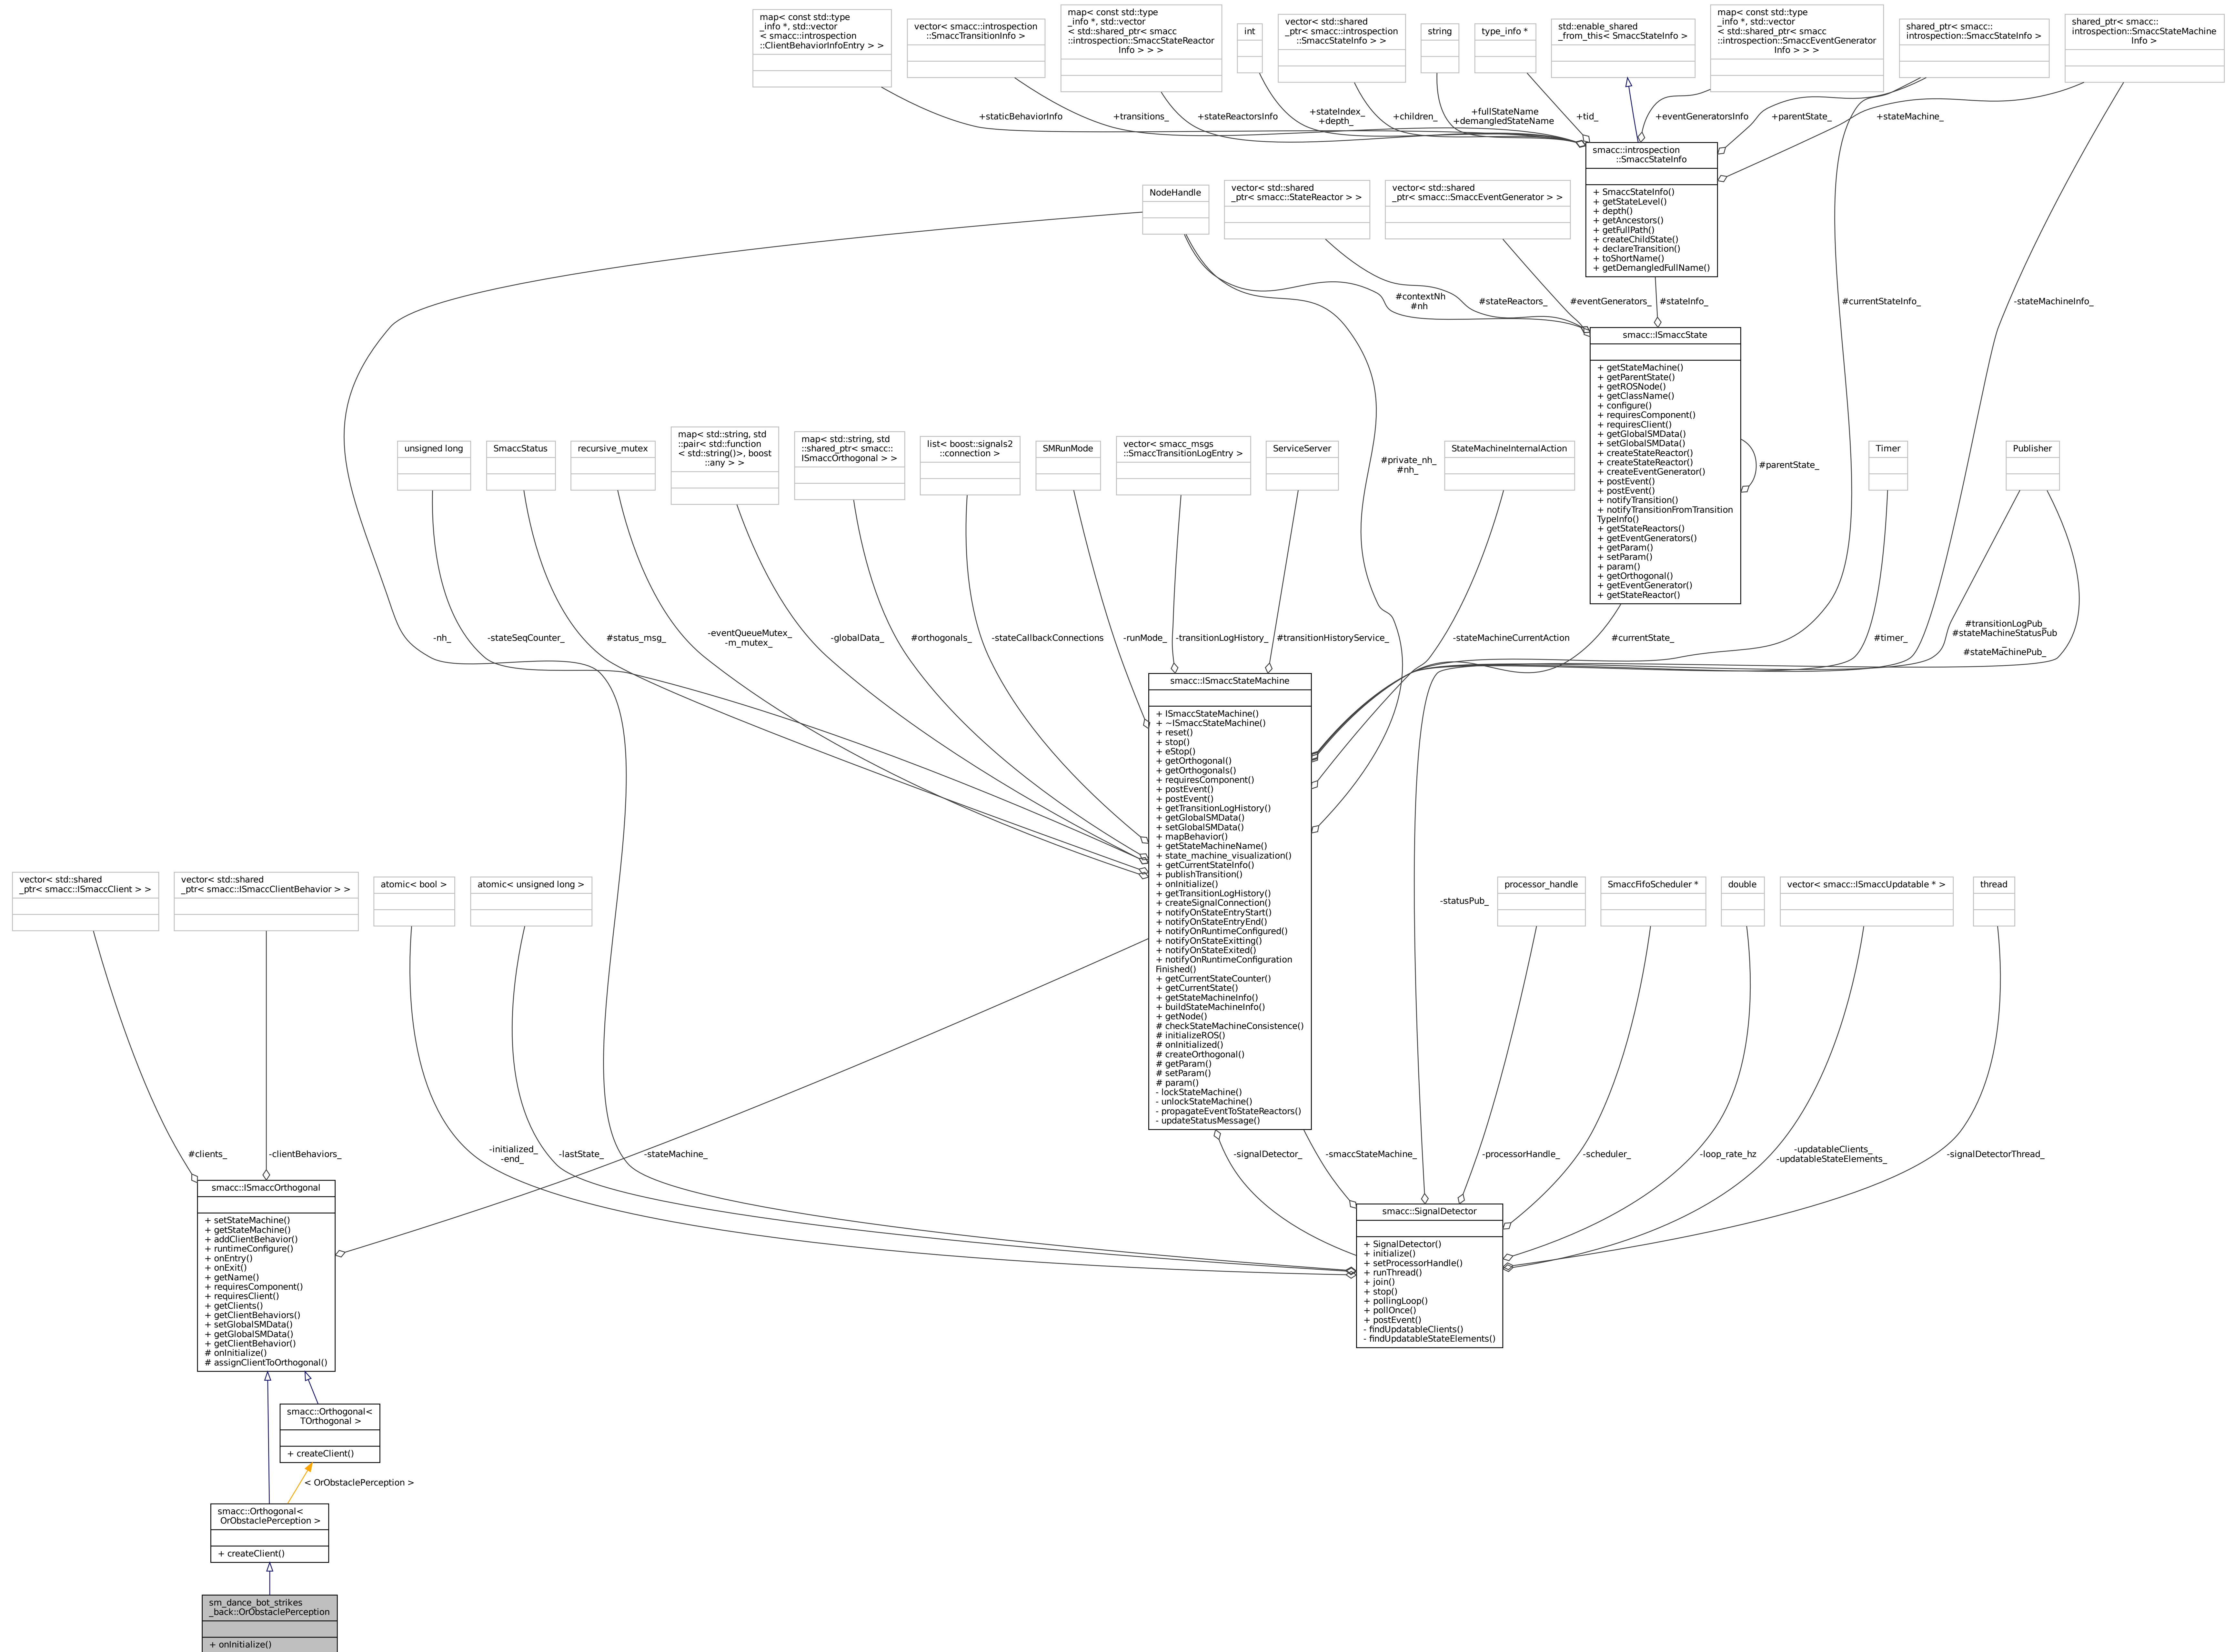 map< const std::type
_info *, std::vector
< smacc::introspection
::ClientBehaviorInfoEntry > >
vector< smacc::introspection
::SmaccTransitionInfo >
map< const std::type
_info *, std::vector
< std::shared_ptr< smacc
::introspection::SmaccStateReactor
Info > > >
int
vector< std::shared
_ptr< smacc::introspection
::SmaccStateInfo > >
string
type_info *
std::enable_shared
_from_this< SmaccStateInfo >
map< const std::type
_info *, std::vector
< std::shared_ptr< smacc
::introspection::SmaccEventGenerator
Info > > >
shared_ptr< smacc::
introspection::SmaccStateInfo >
shared_ptr< smacc::
introspection::SmaccStateMachine
Info >
+staticBehaviorInfo
+transitions_
+stateReactorsInfo
+stateIndex_
+depth_
+children_
+fullStateName
+demangledStateName
+tid_
+eventGeneratorsInfo
+parentState_
+stateMachine_
smacc::introspection
::SmaccStateInfo
+ SmaccStateInfo()
+ getStateLevel()
+ depth()
+ getAncestors()
+ getFullPath()
+ createChildState()
+ declareTransition()
+ toShortName()
+ getDemangledFullName()
NodeHandle
vector< std::shared
_ptr< smacc::StateReactor > >
vector< std::shared
_ptr< smacc::SmaccEventGenerator > >
#contextNh
#nh
#stateReactors_
#eventGenerators_
#stateInfo_
#currentStateInfo_
-stateMachineInfo_
smacc::ISmaccState
+ getStateMachine()
+ getParentState()
+ getROSNode()
+ getClassName()
+ configure()
+ requiresComponent()
+ requiresClient()
+ getGlobalSMData()
+ setGlobalSMData()
+ createStateReactor()
+ createStateReactor()
+ createEventGenerator()
+ postEvent()
+ postEvent()
+ notifyTransition()
+ notifyTransitionFromTransition
TypeInfo()
+ getStateReactors()
+ getEventGenerators()
+ getParam()
+ setParam()
+ param()
+ getOrthogonal()
+ getEventGenerator()
+ getStateReactor()
#parentState_
unsigned long
SmaccStatus
recursive_mutex
map< std::string, std
::pair< std::function
< std::string()>, boost
::any > >
map< std::string, std
::shared_ptr< smacc::
ISmaccOrthogonal > >
list< boost::signals2
::connection >
SMRunMode
vector< smacc_msgs
::SmaccTransitionLogEntry >
ServiceServer
#private_nh_
#nh_
StateMachineInternalAction
Timer
Publisher
-nh_
-stateSeqCounter_
#status_msg_
-eventQueueMutex_
-m_mutex_
-globalData_
#orthogonals_
-stateCallbackConnections
-runMode_
-transitionLogHistory_
#transitionHistoryService_
-stateMachineCurrentAction
#currentState_
#timer_
#transitionLogPub_
#stateMachineStatusPub
_
#stateMachinePub_
smacc::ISmaccStateMachine
+ ISmaccStateMachine()
+ ~ISmaccStateMachine()
+ reset()
+ stop()
+ eStop()
+ getOrthogonal()
+ getOrthogonals()
+ requiresComponent()
+ postEvent()
+ postEvent()
+ getTransitionLogHistory()
+ getGlobalSMData()
+ setGlobalSMData()
+ mapBehavior()
+ getStateMachineName()
+ state_machine_visualization()
+ getCurrentStateInfo()
+ publishTransition()
+ onInitialize()
+ getTransitionLogHistory()
+ createSignalConnection()
+ notifyOnStateEntryStart()
+ notifyOnStateEntryEnd()
+ notifyOnRuntimeConfigured()
+ notifyOnStateExitting()
+ notifyOnStateExited()
+ notifyOnRuntimeConfiguration
Finished()
+ getCurrentStateCounter()
+ getCurrentState()
+ getStateMachineInfo()
+ buildStateMachineInfo()
+ getNode()
# checkStateMachineConsistence()
# initializeROS()
# onInitialized()
# createOrthogonal()
# getParam()
# setParam()
# param()
- lockStateMachine()
- unlockStateMachine()
- propagateEventToStateReactors()
- updateStatusMessage()
vector< std::shared
_ptr< smacc::ISmaccClient > >
vector< std::shared
_ptr< smacc::ISmaccClientBehavior > >
atomic< bool >
atomic< unsigned long >
-statusPub_
processor_handle
SmaccFifoScheduler *
double
vector< smacc::ISmaccUpdatable * >
thread
#clients_
-clientBehaviors_
-initialized_
-end_
-lastState_
-stateMachine_
-signalDetector_
-smaccStateMachine_
-processorHandle_
-scheduler_
-loop_rate_hz
-updatableClients_
-updatableStateElements_
-signalDetectorThread_
smacc::ISmaccOrthogonal
+ setStateMachine()
+ getStateMachine()
+ addClientBehavior()
+ runtimeConfigure()
+ onEntry()
+ onExit()
+ getName()
+ requiresComponent()
+ requiresClient()
+ getClients()
+ getClientBehaviors()
+ setGlobalSMData()
+ getGlobalSMData()
+ getClientBehavior()
# onInitialize()
# assignClientToOrthogonal()
smacc::SignalDetector
+ SignalDetector()
+ initialize()
+ setProcessorHandle()
+ runThread()
+ join()
+ stop()
+ pollingLoop()
+ pollOnce()
+ postEvent()
- findUpdatableClients()
- findUpdatableStateElements()
smacc::Orthogonal<
TOrthogonal >
+ createClient()
< OrObstaclePerception >
smacc::Orthogonal<
OrObstaclePerception >
+ createClient()
sm_dance_bot_strikes
_back::OrObstaclePerception
+ onInitialize()